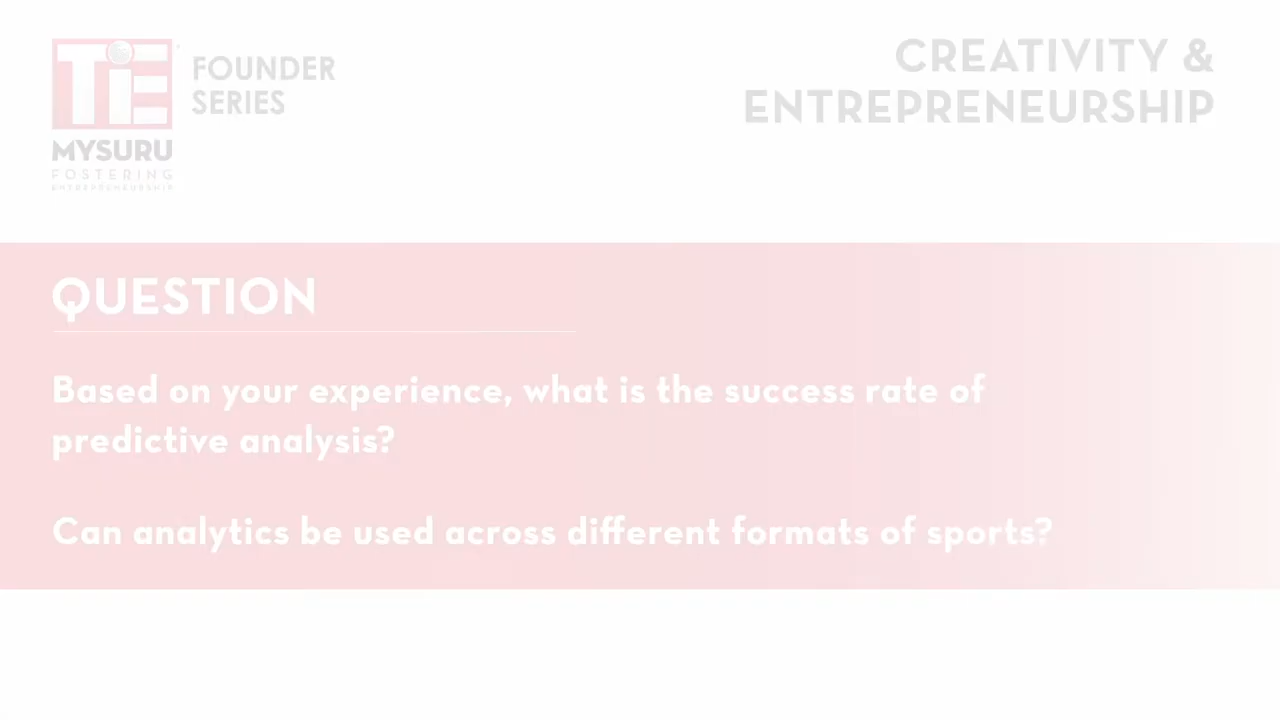 TiE
FOUNDER
SERIES
MYSURU
FOSTERING
ENTREPRENEURSHIP
CREATIVITY &
ENTREPRENEURSHIP
QUESTION
Based on your experience, what is the success rate of
predictive analysis?
Can analytics be used across different formats of sports?